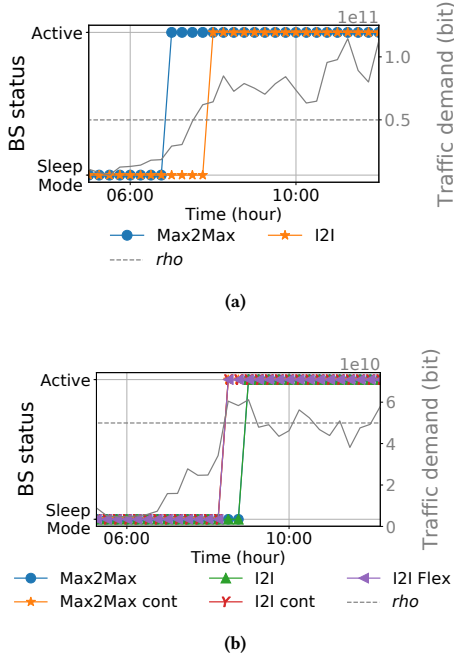 1e11
Active
1.0
BS status
0.5
Traffic demand (bit)
Sleep
Mode
06:00
10:00
Time (hour)
Max2Max
I2I
rho
(a)
1e10
Active
6
BS status
4
Traffic demand (bit)
2
Sleep
Mode
0
06:00
10:00
Time (hour)
Max2Max
I2I
I2I Flex
Max2Max cont
I2I cont
rho
(b)